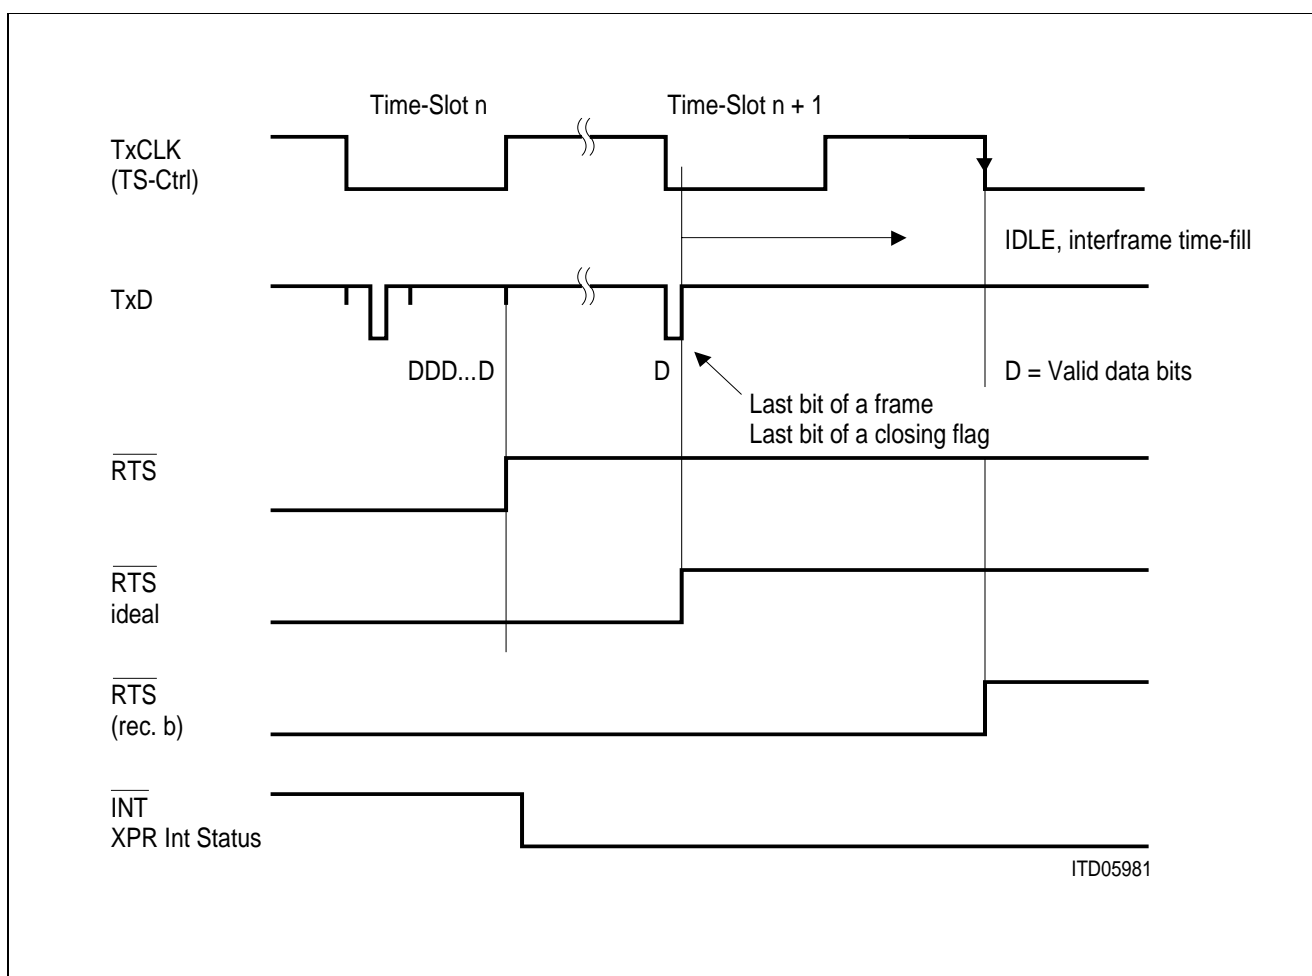 Time-Slot n
Time-Slot n + 1
TxCLK
(TS-Ctrl)
IDLE, interframe time-fill
TxD
DDD...D
D
D = Valid data bits
Last bit of a frame
Last bit of a closing flag
RTS
RTS
ideal
RTS
(rec. b)
INT
XPR Int Status
ITD05981